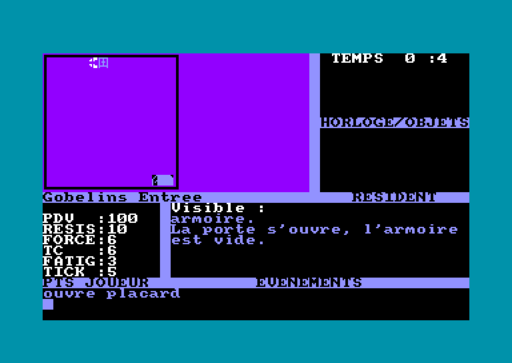 TEMPS 0 :4
HORLOGE/OBJETS
Gobelins Entree
RESIDENT
PDV :100
RESIS:10
FORCE:6
TC :6
FATIG:3
TICK :5
Visible :
armoire.
La porte s'ouvre, l'armoire
est vide.
PTS JOUEUR
EVENEMENTS
ouvre placard